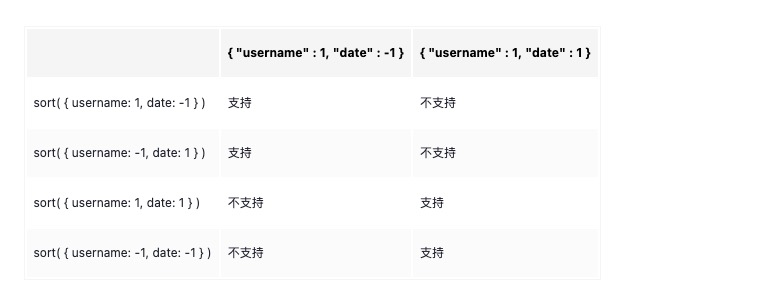 { "username" : 1, "date" : -1 } { "username" : 1, "date" : 1 }
sort( { username: 1, date: -1 } ) 支持 不支持
sort( { username: -1, date: 1 } ) 支持 不支持
sort( { username: 1, date: 1 } ) 不支持 支持
sort( { username: -1, date: -1 } ) 不支持 支持